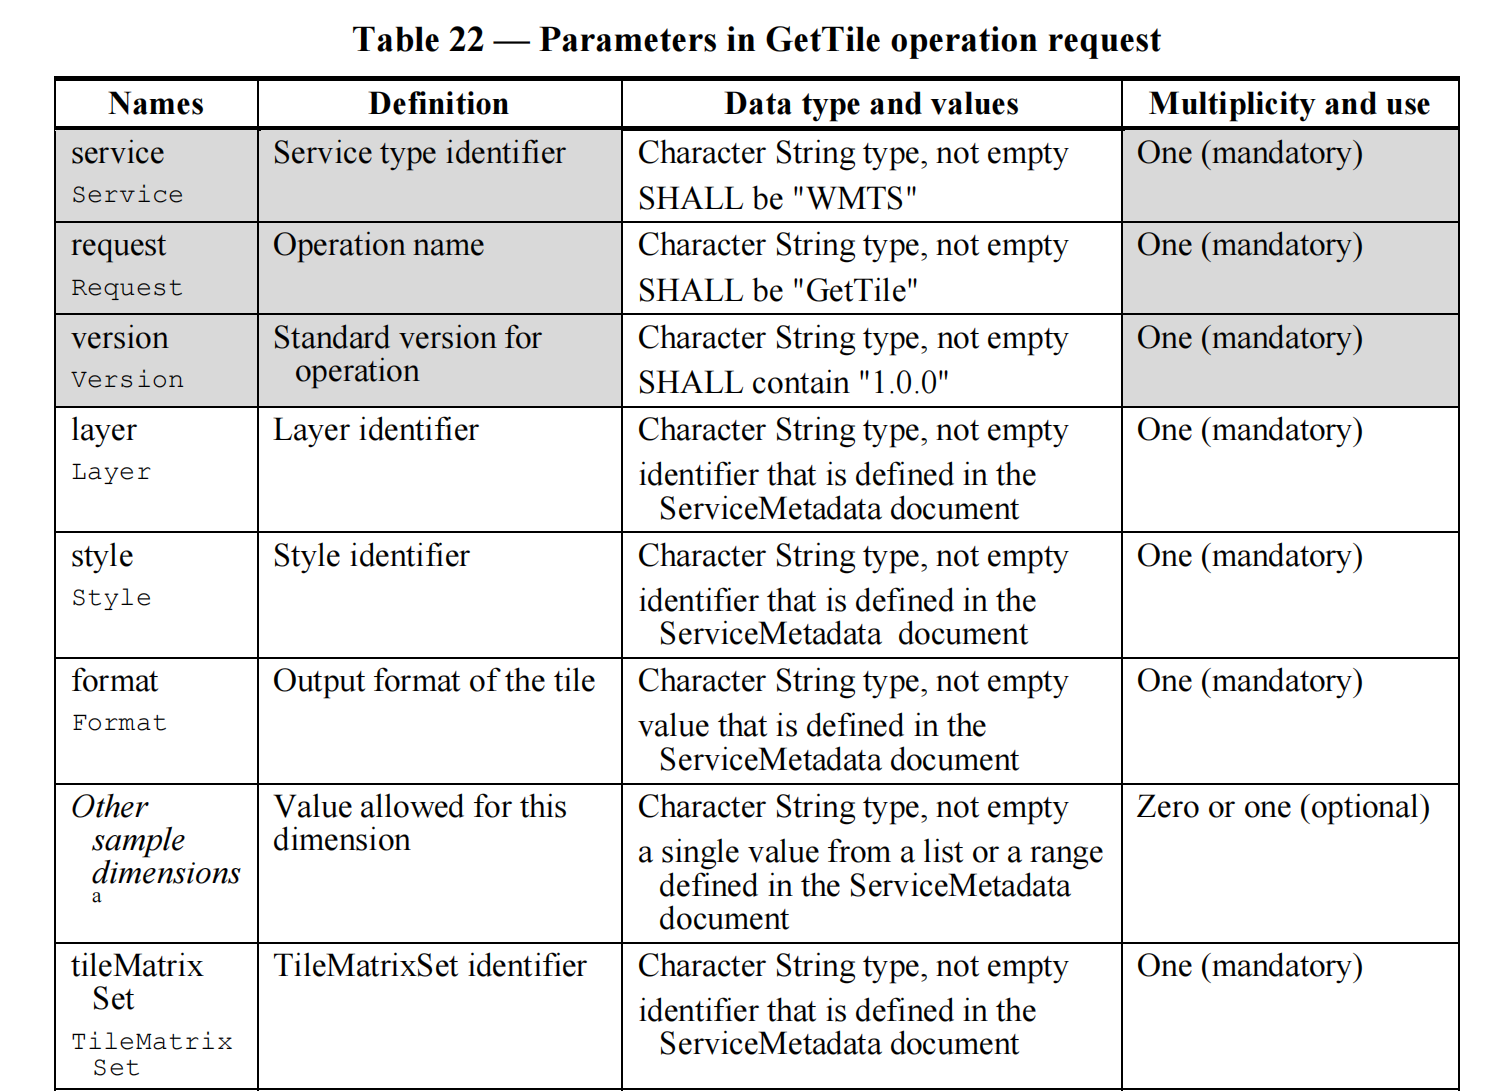 Table 22 — Parameters in GetTile operation request
Names Definition Data type and values Multiplicity and use
service Service type identifier Character String type, not empty One (mandatory)
Service SHALL be "WMTS"
request Operation name Character String type, not empty One (mandatory)
Request SHALL be "GetTile"
version Standard version for Character String type, not empty One (mandatory)
Version operation SHALL contain "1.0.0"
layer Layer identifier Character String type, not empty One (mandatory)
Layer identifier that is defined in the
ServiceMetadata document
style Style identifier Character String type, not empty One (mandatory)
Style identifier that is defined in the
ServiceMetadata document
format Output format of the tile Character String type, not empty One (mandatory)
Format value that is defined in the
ServiceMetadata document
Other Value allowed for this Character String type, not empty Zero or one (optional)
sample dimension a single value from a list or a range
dimensions defined in the ServiceMetadata
a document
tileMatrix TileMatrixSet identifier Character String type, not empty One (mandatory)
Set identifier that is defined in the
TileMatrix ServiceMetadata document
Set